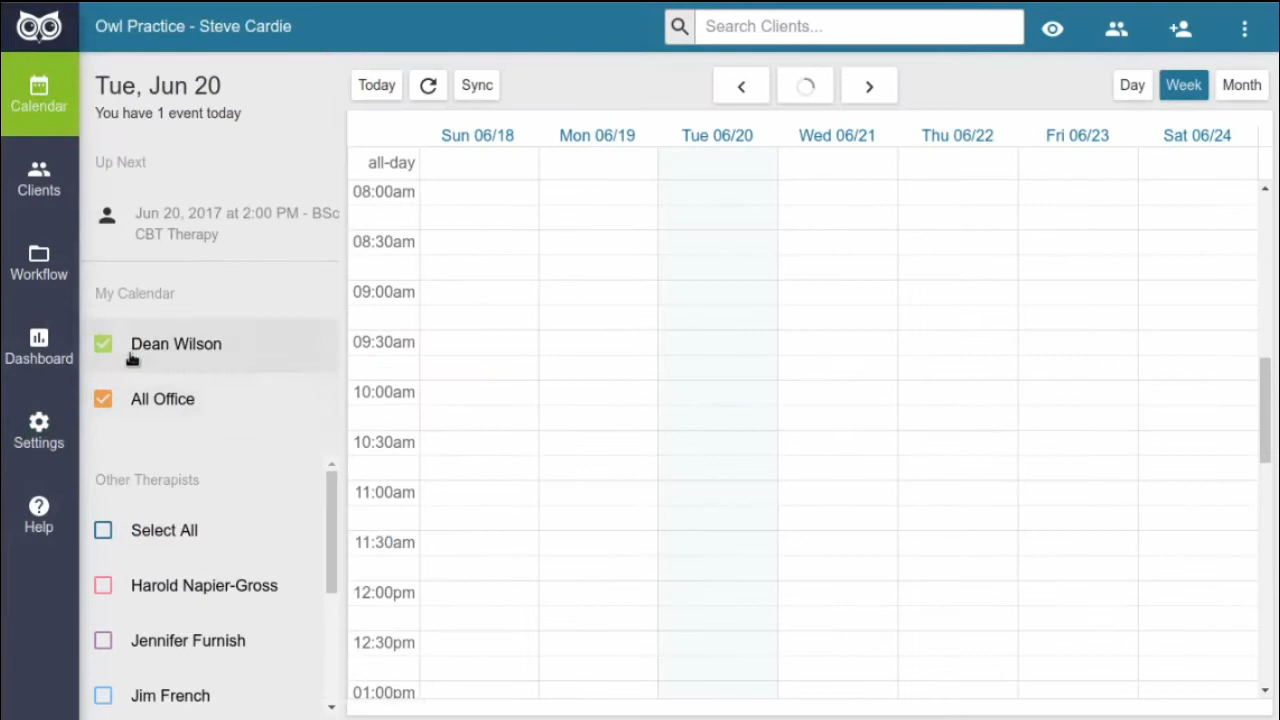 Owl Practice - Steve Cardie
Search Clients...
Calendar
Clients
Workflow
Dashboard
Settings
Help
Tue, Jun 20
You have 1 event today
Up Next
Jun 20, 2017 at 2:00 PM - BSc
CBT Therapy
My Calendar
Dean Wilson
All Office
Other Therapists
Select All
Harold Napier-Gross
Jennifer Furnish
Jim French
Today Sync Day Week Month
Sun 06/18 Mon 06/19 Tue 06/20 Wed 06/21 Thu 06/22 Fri 06/23 Sat 06/24
all-day
08:00am
08:30am
09:00am
09:30am
10:00am
10:30am
11:00am
11:30am
12:00pm
12:30pm
01:00pm